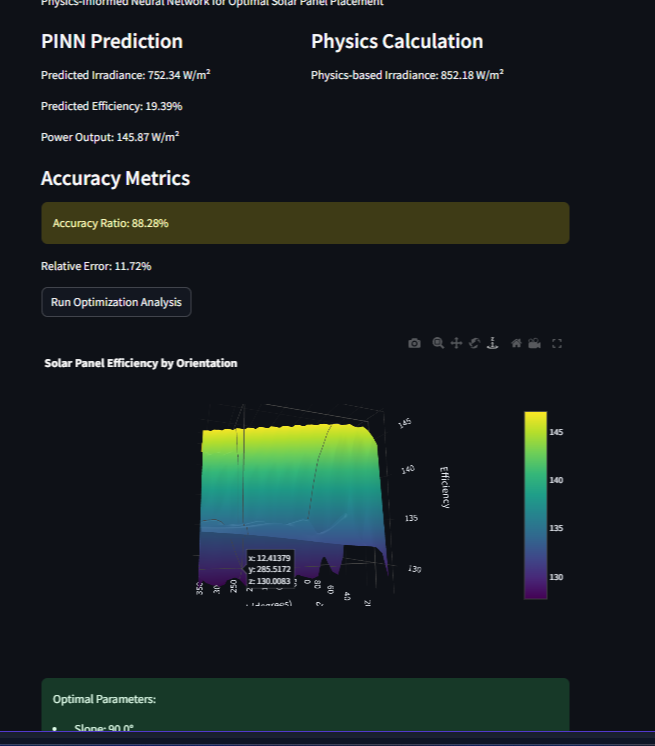 Physics-Informed Neural Network for Optimal Solar Panel Placement
PINN Prediction
Physics Calculation
Predicted Irradiance: 752.34 W/m²
Physics-based Irradiance: 852.18 W/m²
Predicted Efficiency: 19.39%
Power Output: 145.87 W/m²
Accuracy Metrics
Accuracy Ratio: 88.28%
Relative Error: 11.72%
Run Optimization Analysis
Solar Panel Efficiency by Orientation
145
140
135
130
Efficiency
x: 12.41379
y: 285.5172
z: 130.0083
350
250
0
80
60
40
(degrees)
145
140
135
130
Optimal Parameters:
• Slope: 90.0°